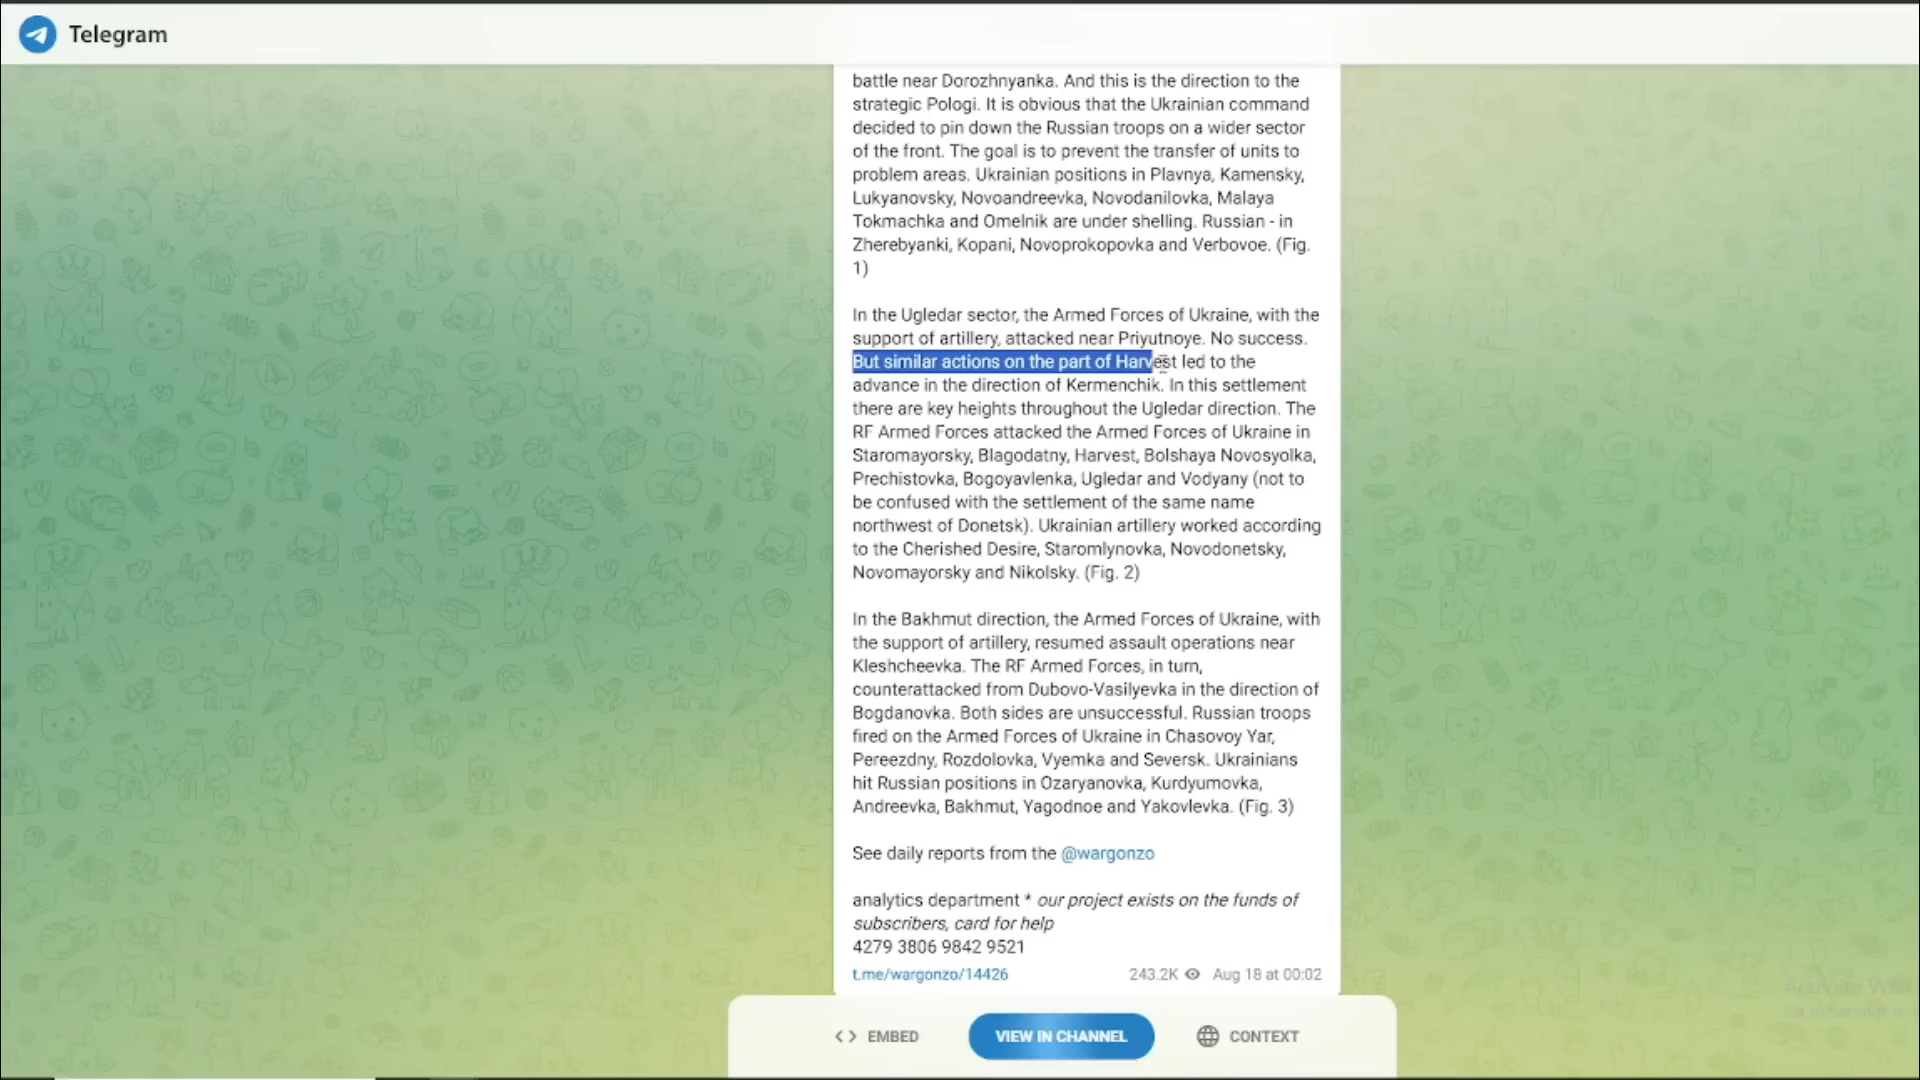 Telegram
battle near Dorozhnyanka. And this is the direction to the
strategic Pologi. It is obvious that the Ukrainian command
decided to pin down the Russian troops on a wider sector
of the front. The goal is to prevent the transfer of units to
problem areas. Ukrainian positions in Plavnya, Kamensky,
Lukyanovsky, Novoandreevka, Novodanilovka, Malaya
Tokmachka and Omelnik are under shelling. Russian - in
Zherebyanki, Kopani, Novoprokopovka and Verbovoe. (Fig.
1)
In the Ugledar sector, the Armed Forces of Ukraine, with the
support of artillery, attacked near Priyutnoye. No success.
But similar actions on the part of Harvest led to the
advance in the direction of Kermenchik. In this settlement
there are key heights throughout the Ugledar direction. The
RF Armed Forces attacked the Armed Forces of Ukraine in
Staromayorsky, Blagodatny, Harvest, Bolshaya Novosyolka,
Prechistovka, Bogoyavlenka, Ugledar and Vodyany (not to
be confused with the settlement of the same name
northwest of Donetsk). Ukrainian artillery worked according
to the Cherished Desire, Staromlynovka, Novodonetsky,
Novomayorsky and Nikolsky. (Fig. 2)
In the Bakhmut direction, the Armed Forces of Ukraine, with
the support of artillery, resumed assault operations near
Kleshcheevka. The RF Armed Forces, in turn,
counterattacked from Dubovo-Vasilyevka in the direction of
Bogdanovka. Both sides are unsuccessful. Russian troops
fired on the Armed Forces of Ukraine in Chasovoy Yar,
Pereezdny, Rozdolovka, Vyemka and Seversk. Ukrainians
hit Russian positions in Ozaryanovka, Kurdyumovka,
Andreevka, Bakhmut, Yagodnoe and Yakovlevka. (Fig. 3)
See daily reports from the @wargonzo
analytics department * our project exists on the funds of
subscribers, card for help
4279 3806 9842 9521
t.me/wargonzo/14426 243.2K Aug 18 at 00:02
EMBED VIEW IN CHANNEL CONTEXT